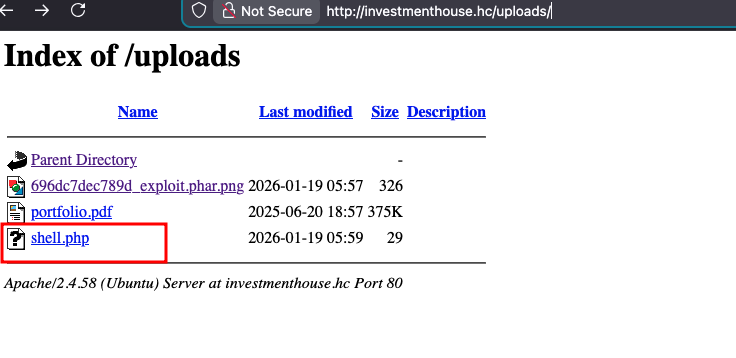 Not Secure http://investmenthouse.hc/uploads/
Index of /uploads
Name Last modified Size Description
Parent Directory -
696dc7dec789d_exploit.phar.png 2026-01-19 05:57 326
portfolio.pdf 2025-06-20 18:57 375K
shell.php 2026-01-19 05:59 29
Apache/2.4.58 (Ubuntu) Server at investmenthouse.hc Port 80